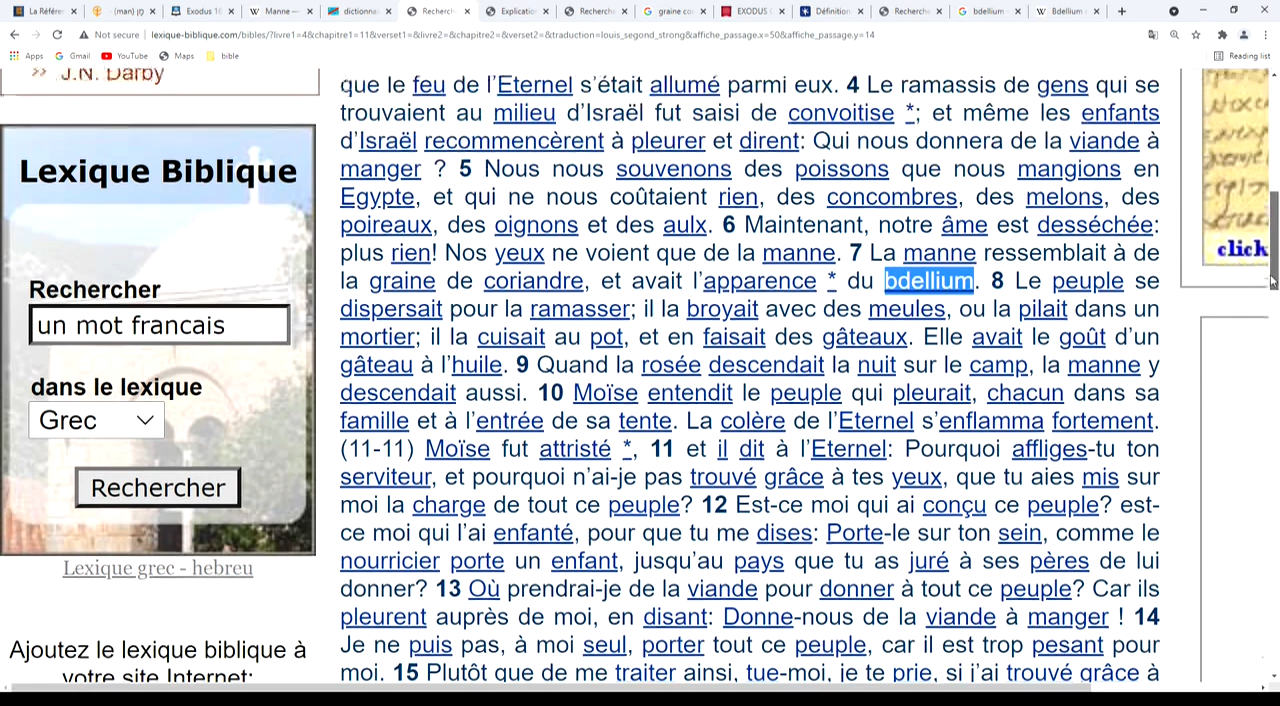 La Référe
(man) מן
Exodus 16
Manne —
dictionna
Recherch
Explicatio
Recherche
graine co
EXODUS
Définition
Recherche
bdellium
Bdellium
Not secure | lexique-biblique.com/bibles/?livre1=4&chapitre1=11&verset1=&livre2=&chapitre2=&verset2=&traduction=louis_segond_strong&affiche_passage.x=50&affiche_passage.y=14
Apps Gmail YouTube Maps bible Reading list
>> J.N. Darby
Lexique Biblique
Rechercher
un mot francais
dans le lexique
Grec
Rechercher
Lexique grec - hebreu
Ajoutez le lexique biblique à
votre site Internet:
que le feu de l’Eternel s’était allumé parmi eux. 4 Le ramassis de gens qui se
trouvaient au milieu d’Israël fut saisi de convoitise *; et même les enfants
d’Israël recommencèrent à pleurer et dirent: Qui nous donnera de la viande à
manger ? 5 Nous nous souvenons des poissons que nous mangions en
Egypte, et qui ne nous coûtaient rien, des concombres, des melons, des
poireaux, des oignons et des aulx. 6 Maintenant, notre âme est desséchée:
plus rien! Nos yeux ne voient que de la manne. 7 La manne ressemblait à de
la graine de coriandre, et avait l’apparence * du bdellium. 8 Le peuple se
dispersait pour la ramasser; il la broyait avec des meules, ou la pilait dans un
mortier; il la cuisait au pot, et en faisait des gâteaux. Elle avait le goût d’un
gâteau à l’huile. 9 Quand la rosée descendait la nuit sur le camp, la manne y
descendait aussi. 10 Moïse entendit le peuple qui pleurait, chacun dans sa
famille et à l’entrée de sa tente. La colère de l’Eternel s’enflamma fortement.
(11-11) Moïse fut attristé *, 11 et il dit à l’Eternel: Pourquoi affliges-tu ton
serviteur, et pourquoi n’ai-je pas trouvé grâce à tes yeux, que tu aies mis sur
moi la charge de tout ce peuple? 12 Est-ce moi qui ai conçu ce peuple? est-
ce moi qui l’ai enfanté, pour que tu me dises: Porte-le sur ton sein, comme le
nourricier porte un enfant, jusqu’au pays que tu as juré à ses pères de lui
donner? 13 Où prendrai-je de la viande pour donner à tout ce peuple? Car ils
pleurent auprès de moi, en disant: Donne-nous de la viande à manger ! 14
Je ne puis pas, à moi seul, porter tout ce peuple, car il est trop pesant pour
moi. 15 Plutôt que de me traiter ainsi, tue-moi, je te prie, si j’ai trouvé grâce à
click